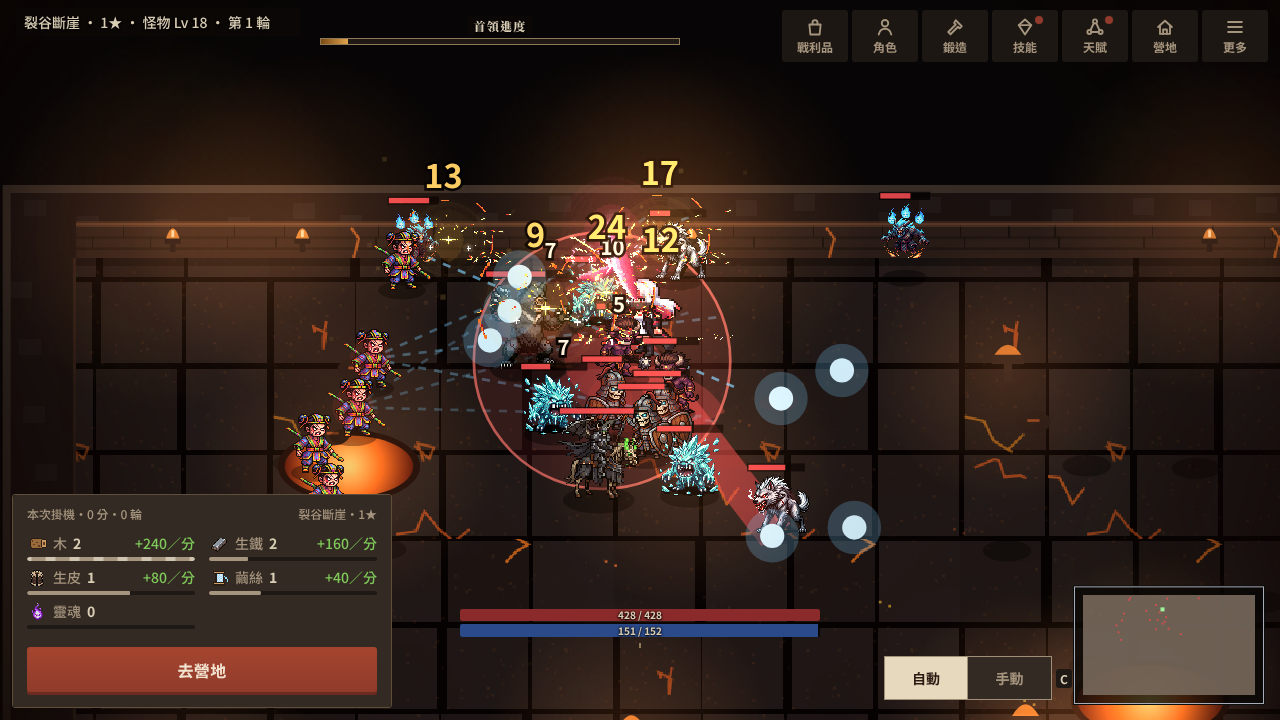 裂谷斷崖 • 1★ • 怪物 Lv 18 • 第 1 輪
首領進度
戰利品
角色
鍛造
技能
天賦
營地
更多
13
17
9
7
24
10
12
5
7
本次掛機 • 0 分 • 0 輪
裂谷斷崖 • 1★
木 2 +240／分
生鐵 2 +160／分
生皮 1 +80／分
繭絲 1 +40／分
靈魂 0
去營地
428 / 428
151 / 152
自動
手動
C